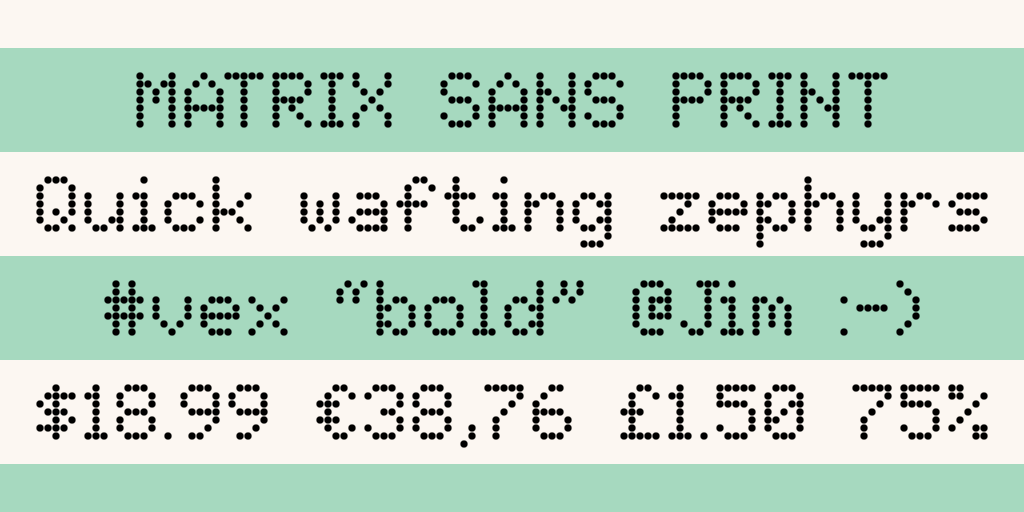 MATRIX SANS PRINT
Quick wafting zephyrs
#vex “bold” @Jim :-)
$18.99 €38,76 £1.50 75%